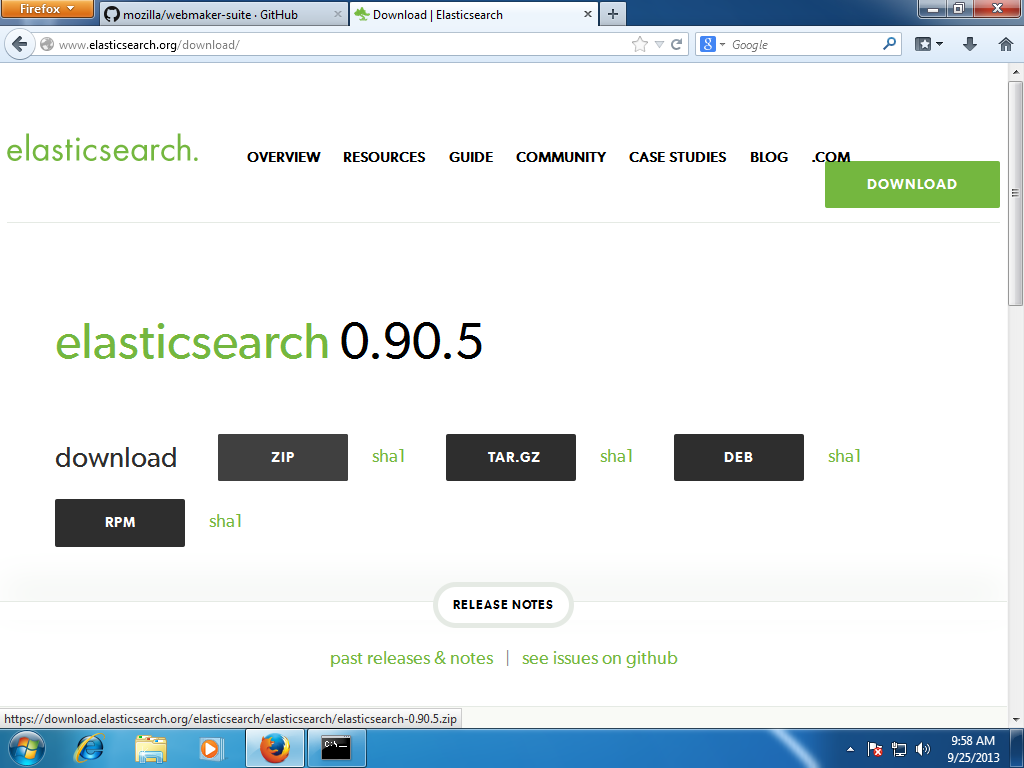 Firefox
mozilla/webmaker-suite · GitHub
Download | Elasticsearch
www.elasticsearch.org/download/
Google
elasticsearch.
OVERVIEW RESOURCES GUIDE COMMUNITY CASE STUDIES BLOG .COM
DOWNLOAD
elasticsearch 0.90.5
download ZIP sha1 TAR.GZ sha1 DEB sha1
RPM sha1
RELEASE NOTES
past releases & notes | see issues on github
https://download.elasticsearch.org/elasticsearch/elasticsearch/elasticsearch-0.90.5.zip
9:58 AM
9/25/2013